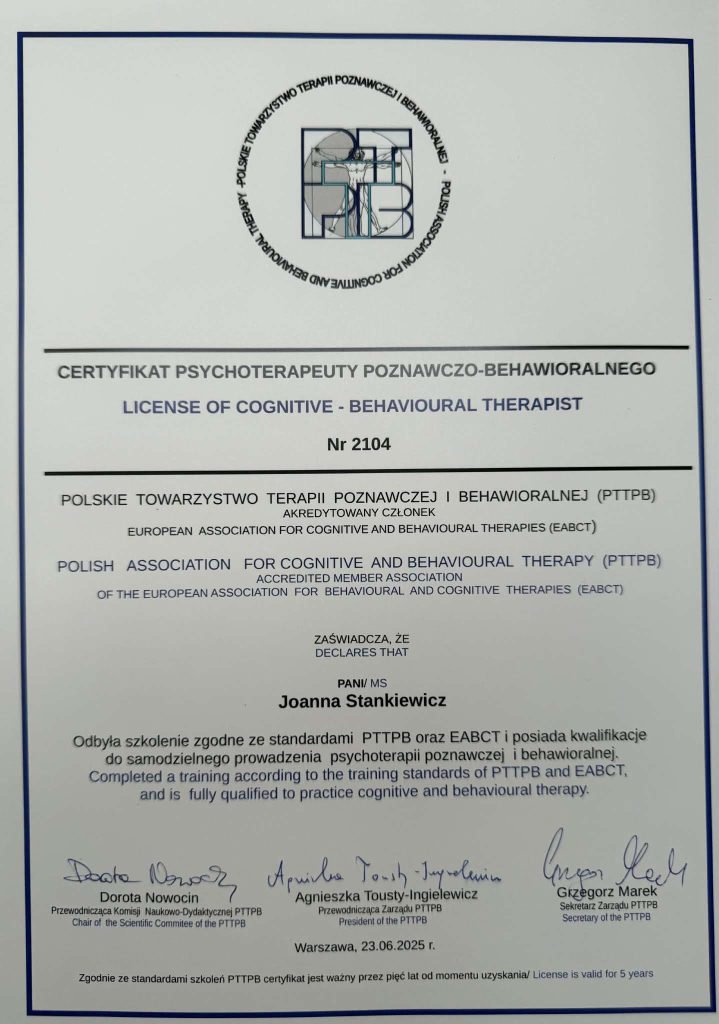 POLSKIE TOWARZYSTWO TERAPII POZNAWCZEJ I BEHAWIORALNEJ - POLISH ASSOCIATION FOR COGNITIVE AND BEHAVIOURAL THERAPY -
PT
TPB
CERTYFIKAT PSYCHOTERAPEUTY POZNAWCZO-BEHAWIORALNEGO
LICENSE OF COGNITIVE - BEHAVIOURAL THERAPIST
Nr 2104
POLSKIE TOWARZYSTWO TERAPII POZNAWCZEJ I BEHAWIORALNEJ (PTTPB)
AKREDYTOWANY CZŁONEK
EUROPEAN ASSOCIATION FOR COGNITIVE AND BEHAVIOURAL THERAPIES (EABCT)
POLISH ASSOCIATION FOR COGNITIVE AND BEHAVIOURAL THERAPY (PTTPB)
ACCREDITED MEMBER ASSOCIATION
OF THE EUROPEAN ASSOCIATION FOR BEHAVIOURAL AND COGNITIVE THERAPIES (EABCT)
ZAŚWIADCZA, ŻE
DECLARES THAT
PANI/ MS
Joanna Stankiewicz
Odbyła szkolenie zgodne ze standardami PTTPB oraz EABCT i posiada kwalifikacje
do samodzielnego prowadzenia psychoterapii poznawczej i behawioralnej.
Completed a training according to the training standards of PTTPB and EABCT,
and is fully qualified to practice cognitive and behavioural therapy.
Dorota Nowocin Agnieszka Tousty-Ingielewicz Grzegorz Marek
Przewodnicząca Komisji Naukowo-Dydaktycznej PTTPB Przewodnicząca Zarządu PTTPB Sekretarz Zarządu PTTPB
Chair of the Scientific Commitee of the PTTPB President of the PTTPB Secretary of the PTTPB
Warszawa, 23.06.2025 r.
Zgodnie ze standardami szkoleń PTTPB certyfikat jest ważny przez pięć lat od momentu uzyskania/ License is valid for 5 years